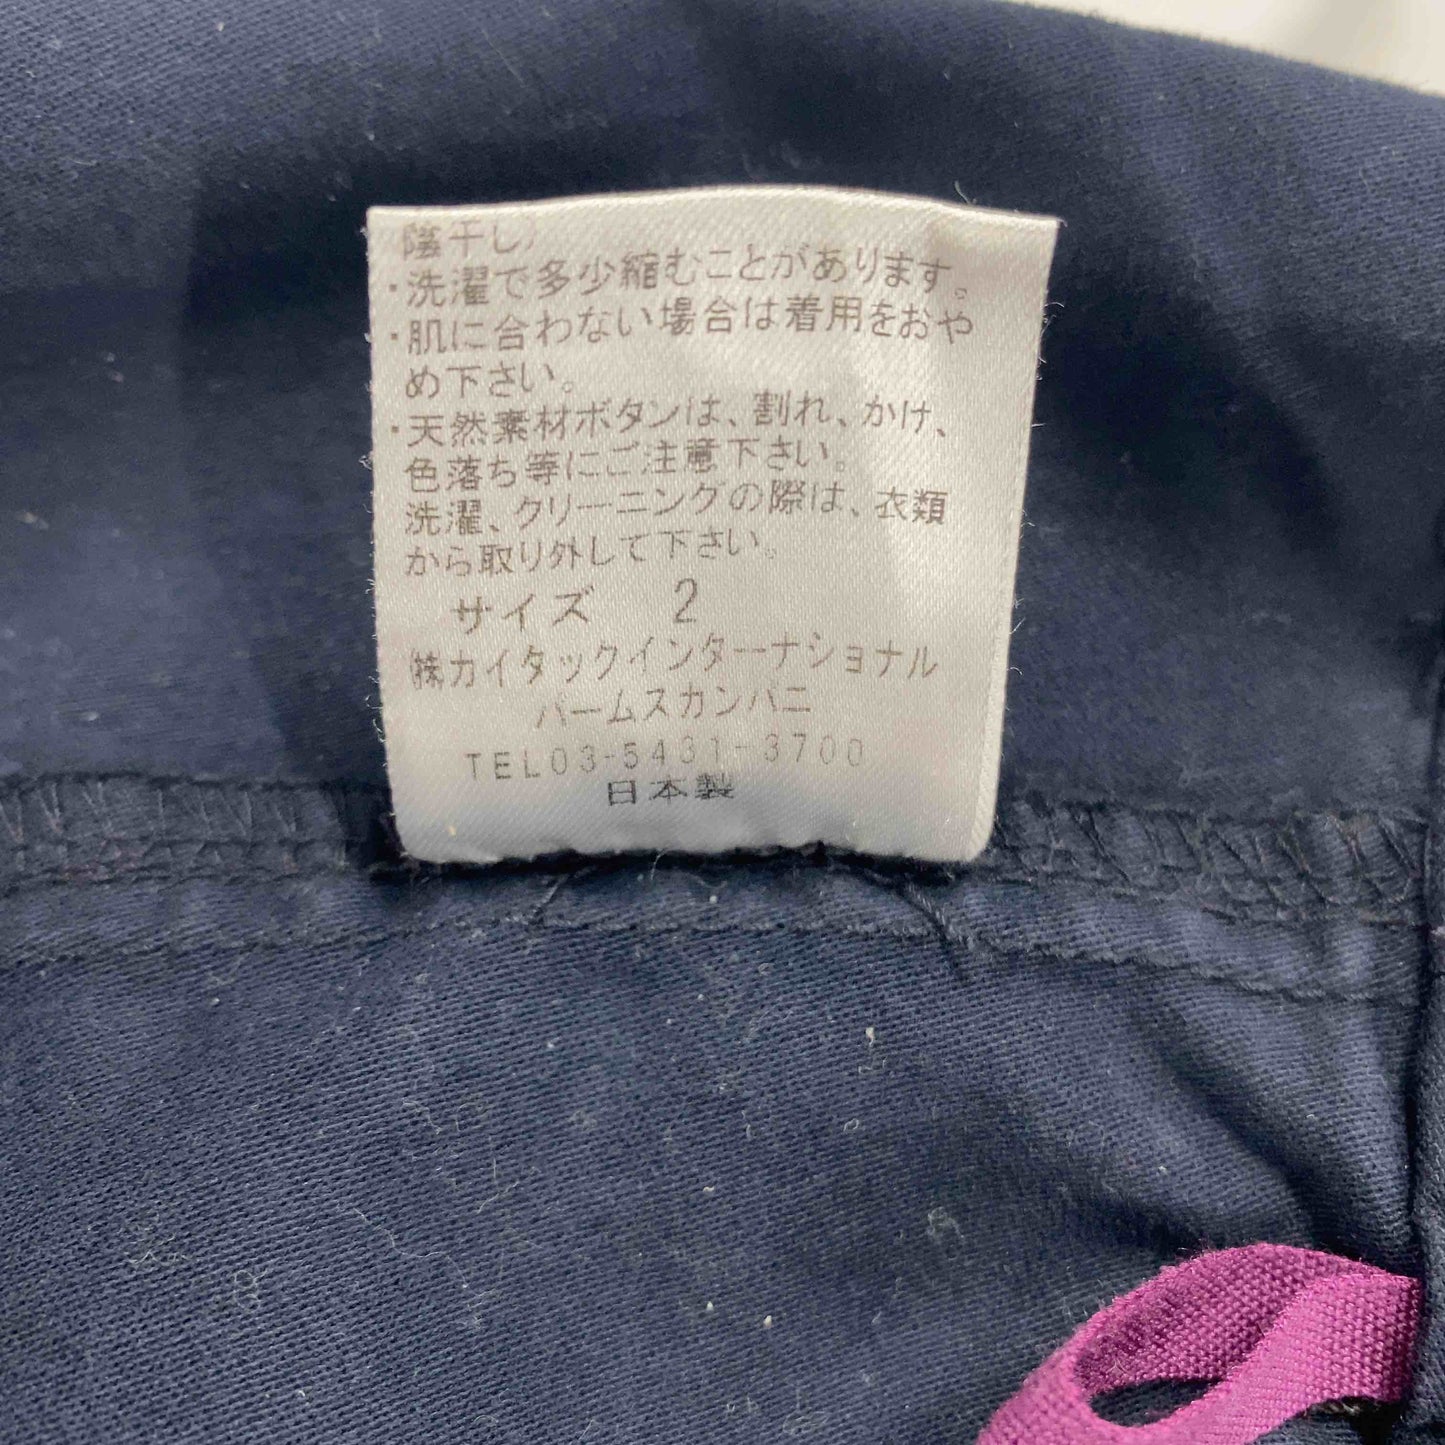 陰干し
・洗濯で多少縮むことがあります。
・肌に合わない場合は着用をおや
め下さい。
・天然素材ボタンは、割れ、かけ、
色落ち等にご注意下さい。
洗濯、クリーニングの際は、衣類
から取り外して下さい。
サイズ 2
㈱カイタックインターナショナル
パームスカンパニ
TEL03-5431-3700
日本製